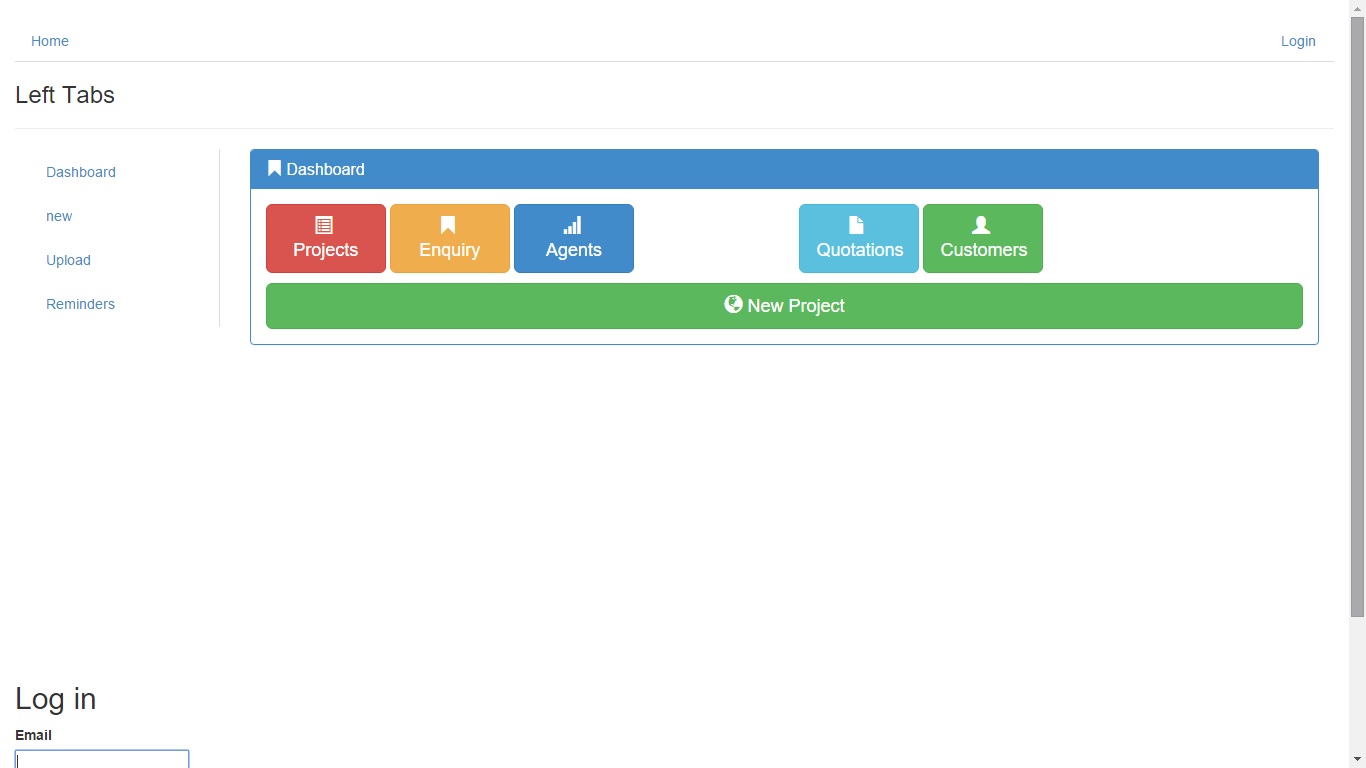 Home
Login
Left Tabs
Dashboard
new
Upload
Reminders
Dashboard
Projects
Enquiry
Agents
Quotations
Customers
New Project
Log in
Email